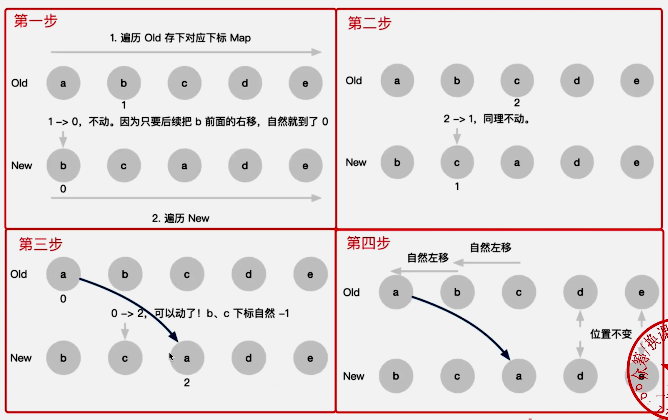 第一步
1. 遍历 Old 存下对应下标 Map
Old a b c d e
1
1 -> 0，不动。因为只要后续把 b 前面的右移，自然就到了 0
New b c a d e
0
2. 遍历 New
第二步
Old a b c d e
2
2 -> 1，同理不动。
New b c a d e
1
第三步
Old a b c d e
0
0 -> 2，可以动了！b、c 下标自然 -1
New b c a d e
2
第四步
自然左移
自然左移
Old a b c d e
位置不变
New b c a d e